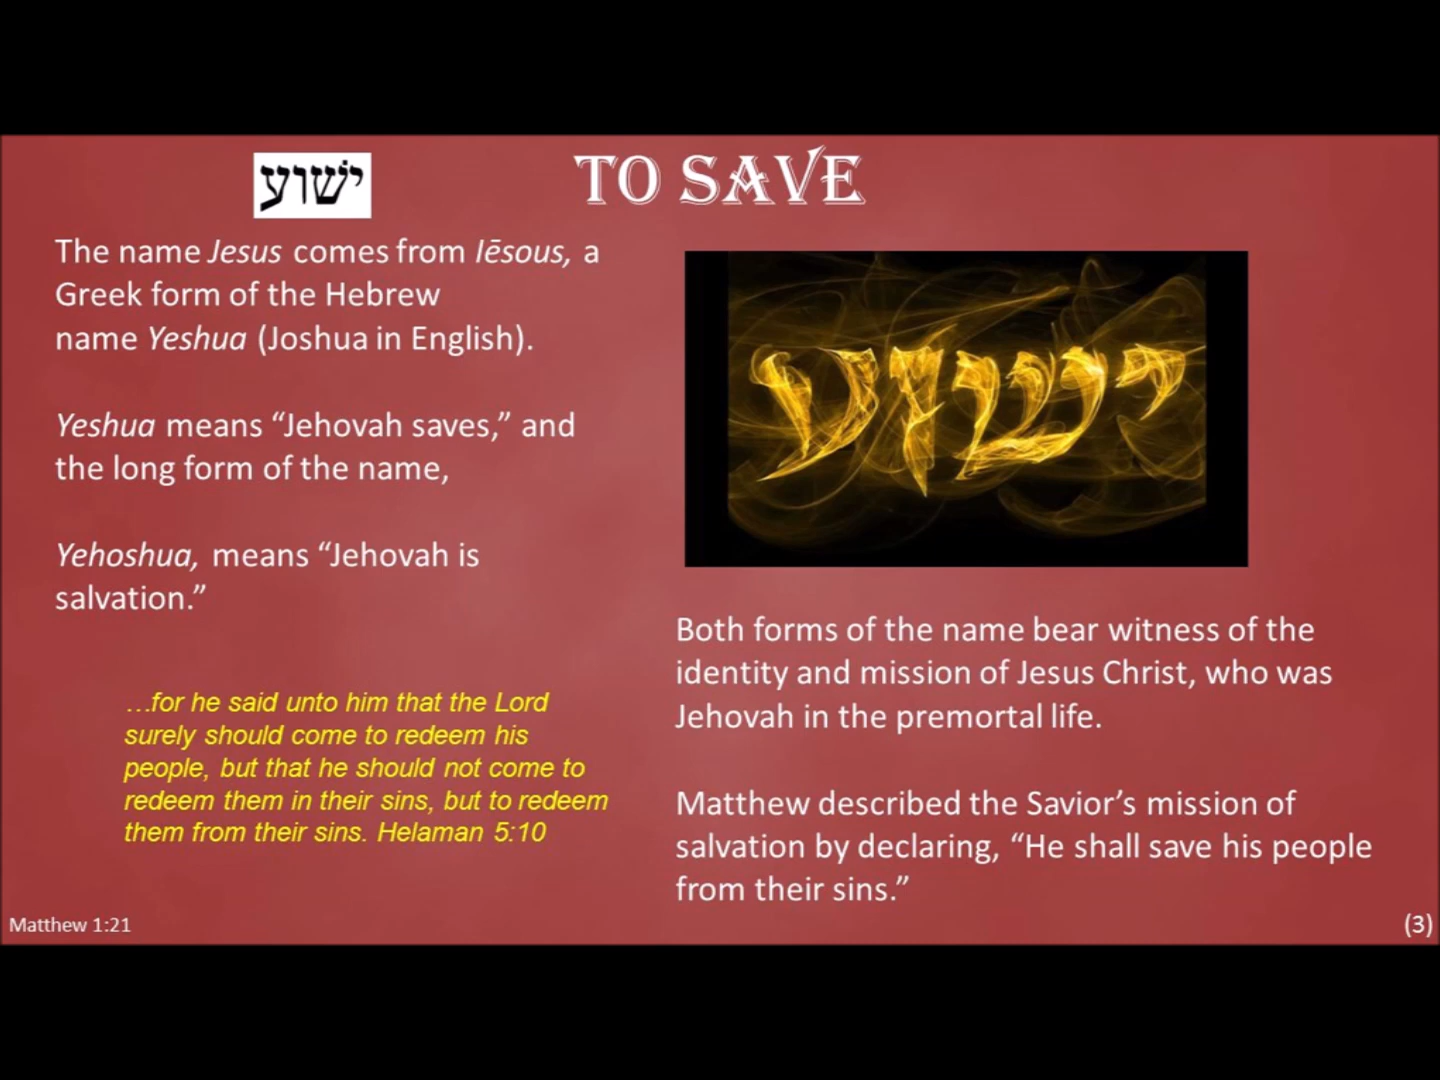 ישׁוע
TO SAVE
The name Jesus comes from Iēsous, a
Greek form of the Hebrew
name Yeshua (Joshua in English).
Yeshua means “Jehovah saves,” and
the long form of the name,
Yehoshua, means “Jehovah is
salvation.”
…for he said unto him that the Lord
surely should come to redeem his
people, but that he should not come to
redeem them in their sins, but to redeem
them from their sins. Helaman 5:10
ישוע
Both forms of the name bear witness of the
identity and mission of Jesus Christ, who was
Jehovah in the premortal life.
Matthew described the Savior’s mission of
salvation by declaring, “He shall save his people
from their sins.”
Matthew 1:21
(3)